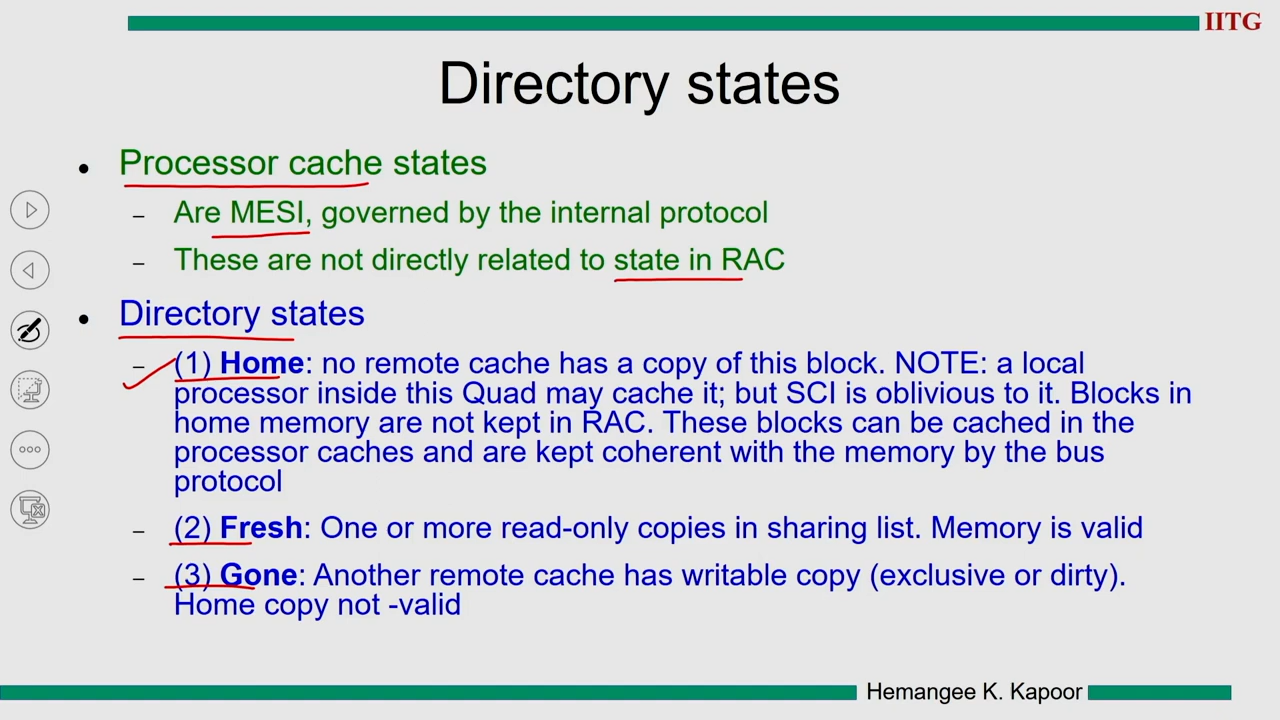 IITG
Directory states
• Processor cache states
– Are MESI, governed by the internal protocol
– These are not directly related to state in RAC
• Directory states
– (1) Home: no remote cache has a copy of this block. NOTE: a local
processor inside this Quad may cache it; but SCI is oblivious to it. Blocks in
home memory are not kept in RAC. These blocks can be cached in the
processor caches and are kept coherent with the memory by the bus
protocol
– (2) Fresh: One or more read-only copies in sharing list. Memory is valid
– (3) Gone: Another remote cache has writable copy (exclusive or dirty).
Home copy not -valid
Hemangee K. Kapoor